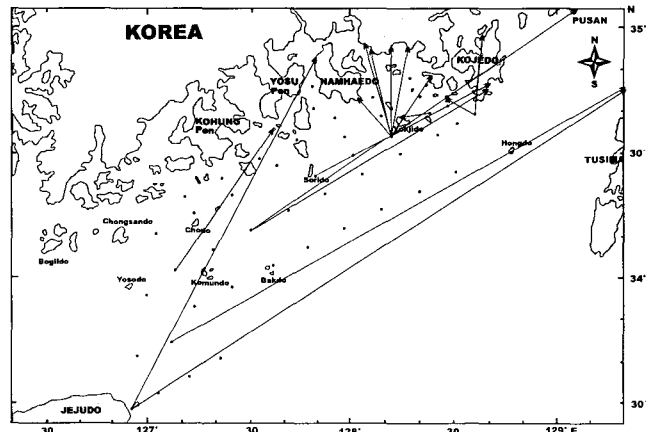 N
PUSAN
35°
KOREA
N
S
KOJEDO
YOSU
Pen.
NAMHAEDO
KOHUNG
Pen.
Yokjido
Hongdo
30'
TUSIMA
Sorido
Chongsando
Chodo
Bogildo
Yosodo
Komundo
Bakdo
34°
JEJUDO
30'
30 127° 30 128° 30 129° E